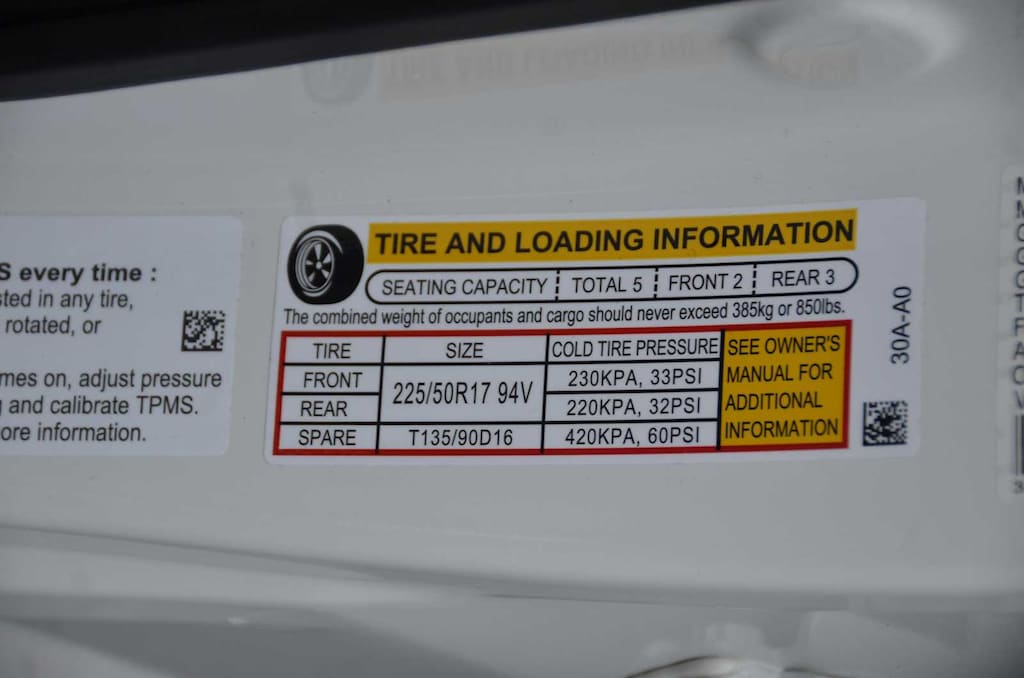 S every time :
sted in any tire,
rotated, or
mes on, adjust pressure
and calibrate TPMS.
ore information.
TIRE AND LOADING INFORMATION
SEATING CAPACITY TOTAL 5 FRONT 2 REAR 3
The combined weight of occupants and cargo should never exceed 385kg or 850lbs.
TIRE SIZE COLD TIRE PRESSURE
FRONT 225/50R17 94V 230KPA, 33PSI
REAR 220KPA, 32PSI
SPARE T135/90D16 420KPA, 60PSI
SEE OWNER'S
MANUAL FOR
ADDITIONAL
INFORMATION
30A-A0